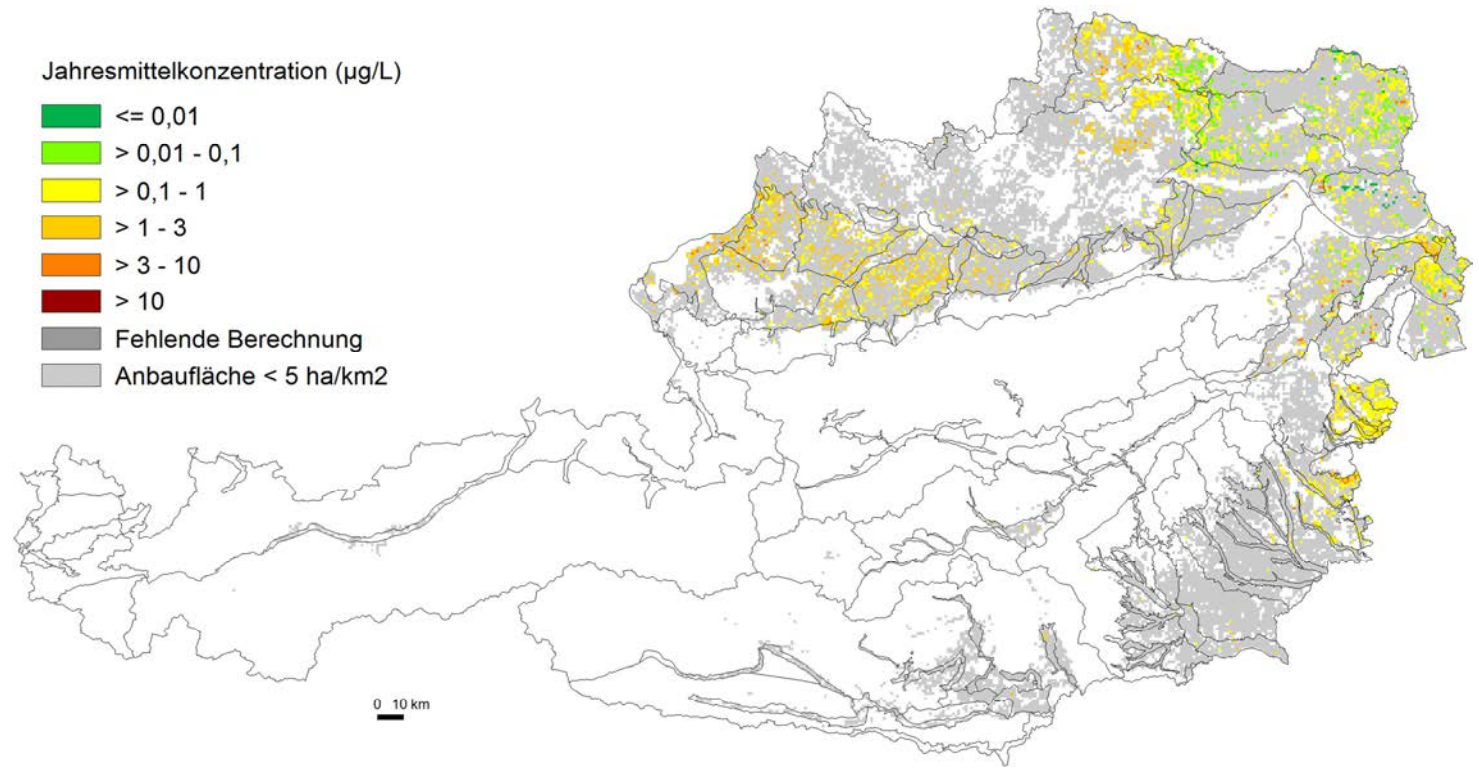 Jahresmittelkonzentration (µg/L)
<= 0,01
> 0,01 - 0,1
> 0,1 - 1
> 1 - 3
> 3 - 10
> 10
Fehlende Berechnung
Anbaufläche < 5 ha/km2
0 10 km